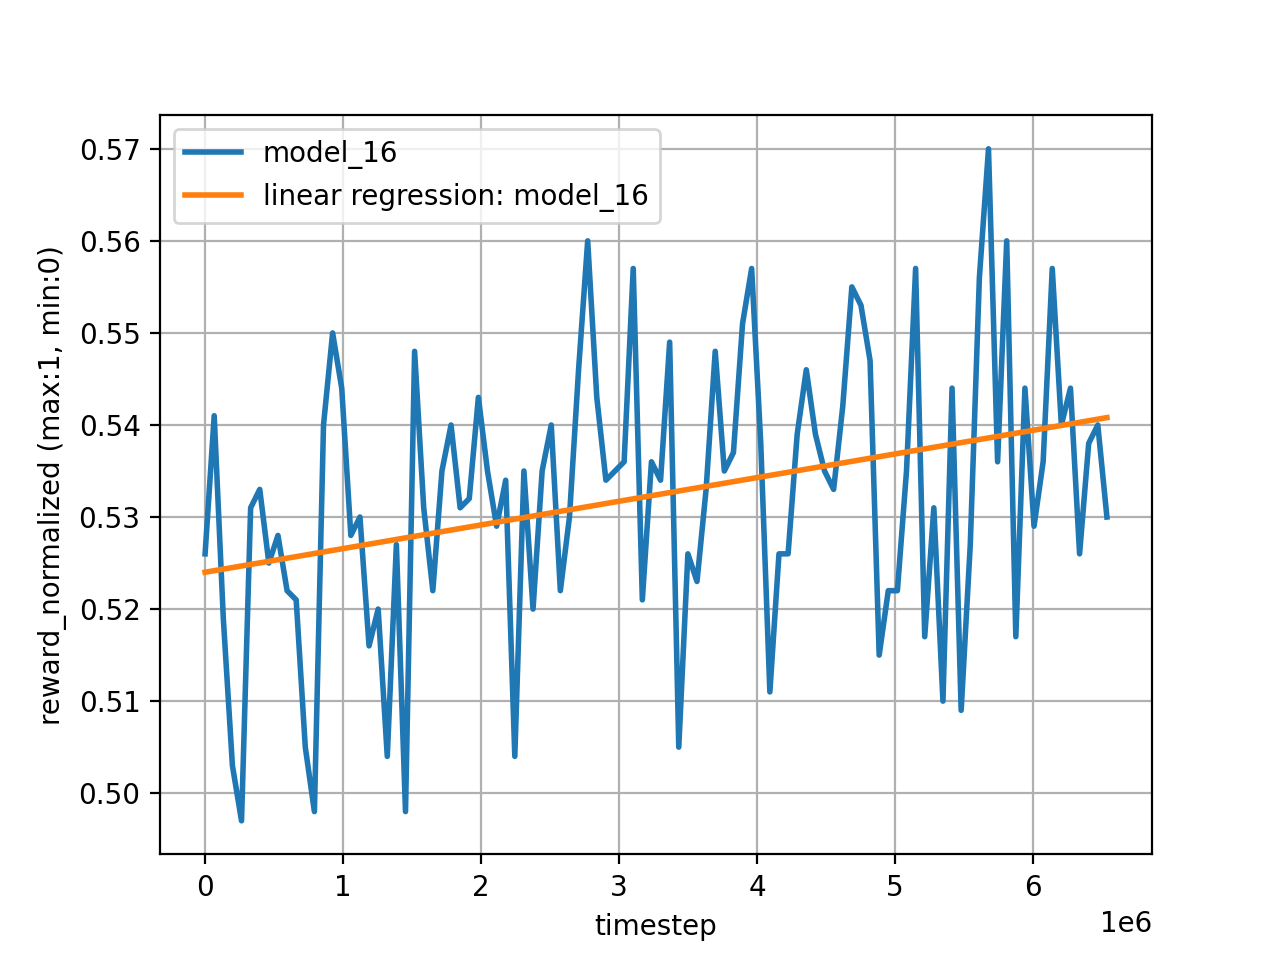 model_16
linear regression: model_16
0.57
0.56
0.55
0.54
0.53
0.52
0.51
0.50
reward_normalized (max:1, min:0)
0 1 2 3 4 5 6
1e6
timestep